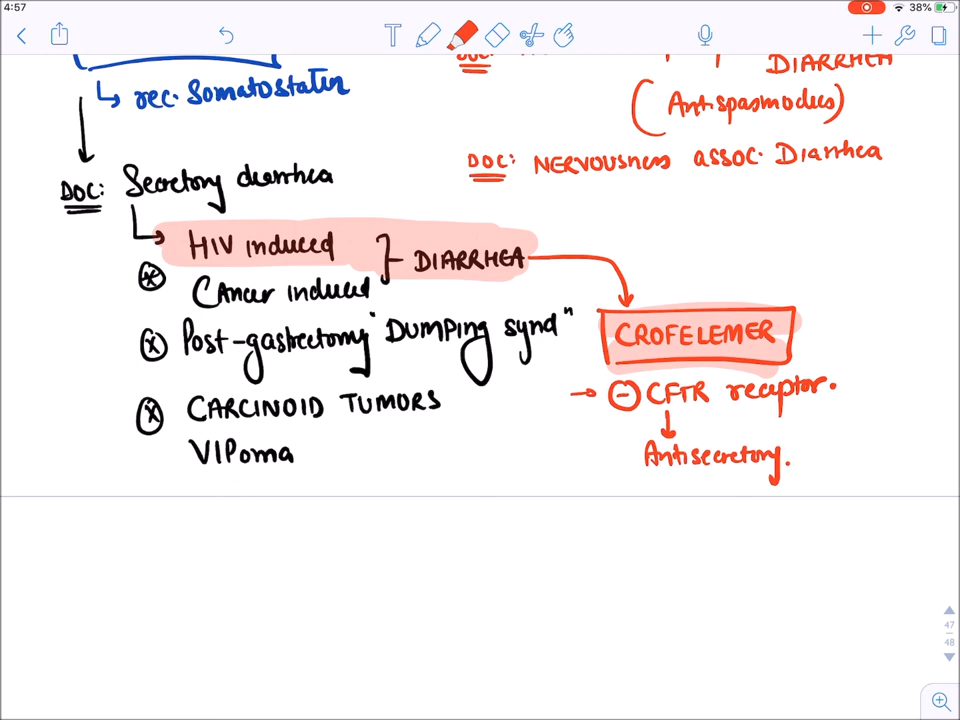 4:57
38%
T
DOC:
DIARRHEA
↳ rec. Somatostatin
(Antispasmodics)
DOC: NERVOUSNESS ASSOC. Diarrhea
DOC: Secretory diarrhea
HIV induced
DIARRHEA
Cancer induced
Post-gastrectomy "DUMPING synd"
CROFELEMER
→ ⊖ CFTR receptor.
CARCINOID TUMORS
Antisecretory.
VIPoma
47
48